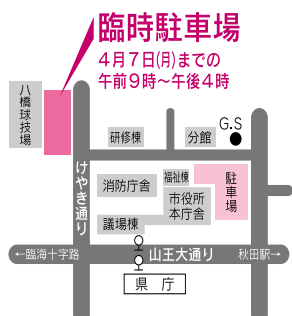 臨時駐車場
４月７日(月)までの
午前９時～午後４時
八橋球技場
研修棟
分館
G.S
けやき通り
消防庁舎
福祉棟
駐車場
市役所
本庁舎
議場棟
←臨海十字路
山王大通り
秋田駅→
県　庁